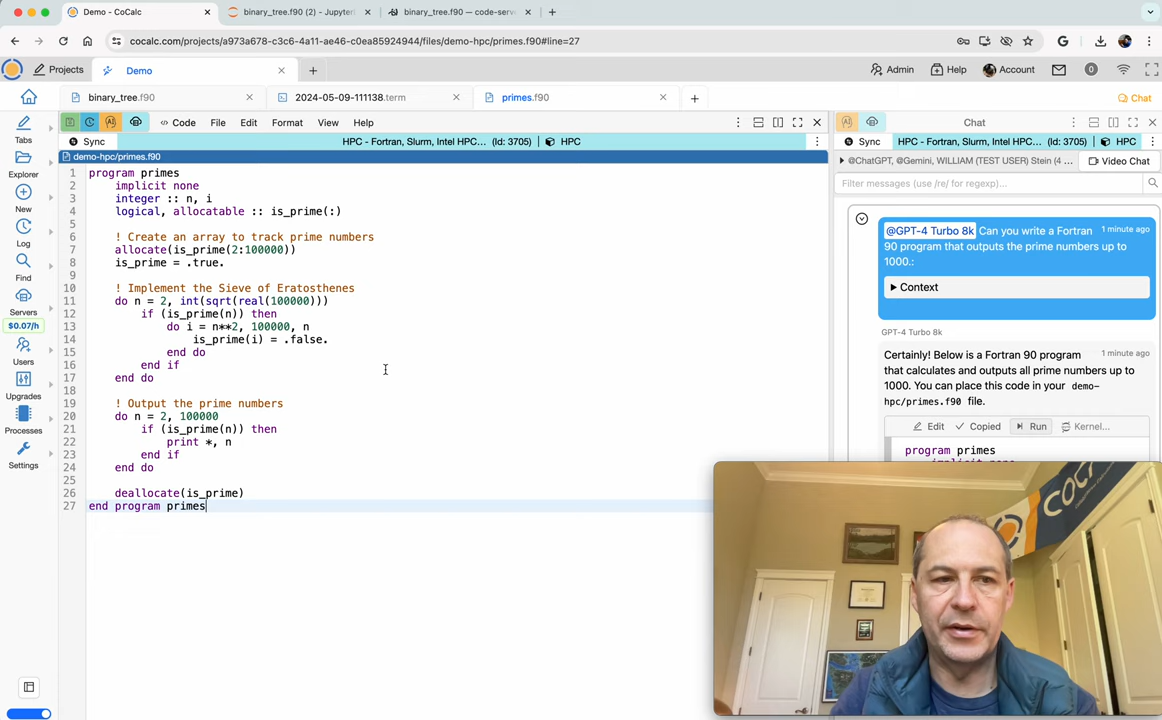 Demo - CoCalc
binary_tree.f90 (2) - Jupyterl
binary_tree.f90 — code-serve
cocalc.com/projects/a973a678-c3c6-4a11-ae46-c0ea85924944/files/demo-hpc/primes.f90#line=27
Projects
Demo
Admin
Help
Account
0
binary_tree.f90
2024-05-09-111138.term
primes.f90
Chat
Tabs
Explorer
New
Log
Find
Servers
$0.07/h
Users
Upgrades
Processes
Settings
AI
Code
File
Edit
Format
View
Help
Sync
HPC - Fortran, Slurm, Intel HPC... (Id: 3705)
HPC
demo-hpc/primes.f90
1 program primes
2 implicit none
3 integer :: n, i
4 logical, allocatable :: is_prime(:)
5
6 ! Create an array to track prime numbers
7 allocate(is_prime(2:100000))
8 is_prime = .true.
9
10 ! Implement the Sieve of Eratosthenes
11 do n = 2, int(sqrt(real(100000)))
12 if (is_prime(n)) then
13 do i = n**2, 100000, n
14 is_prime(i) = .false.
15 end do
16 end if
17 end do
18
19 ! Output the prime numbers
20 do n = 2, 100000
21 if (is_prime(n)) then
22 print *, n
23 end if
24 end do
25
26 deallocate(is_prime)
27 end program primes
AI
Chat
Sync
HPC - Fortran, Slurm, Intel HPC... (Id: 3705)
HPC
@ChatGPT, @Gemini, WILLIAM (TEST USER) Stein (4 ...
Video Chat
Filter messages (use /re/ for regexp)...
@GPT-4 Turbo 8k Can you write a Fortran
1 minute ago
90 program that outputs the prime numbers up to
1000.:
Context
GPT-4 Turbo 8k
Certainly! Below is a Fortran 90 program
1 minute ago
that calculates and outputs all prime numbers up to
1000. You can place this code in your demo-
hpc/primes.f90 file.
Edit
Copied
Run
Kernel...
program primes
implicit none
COCA